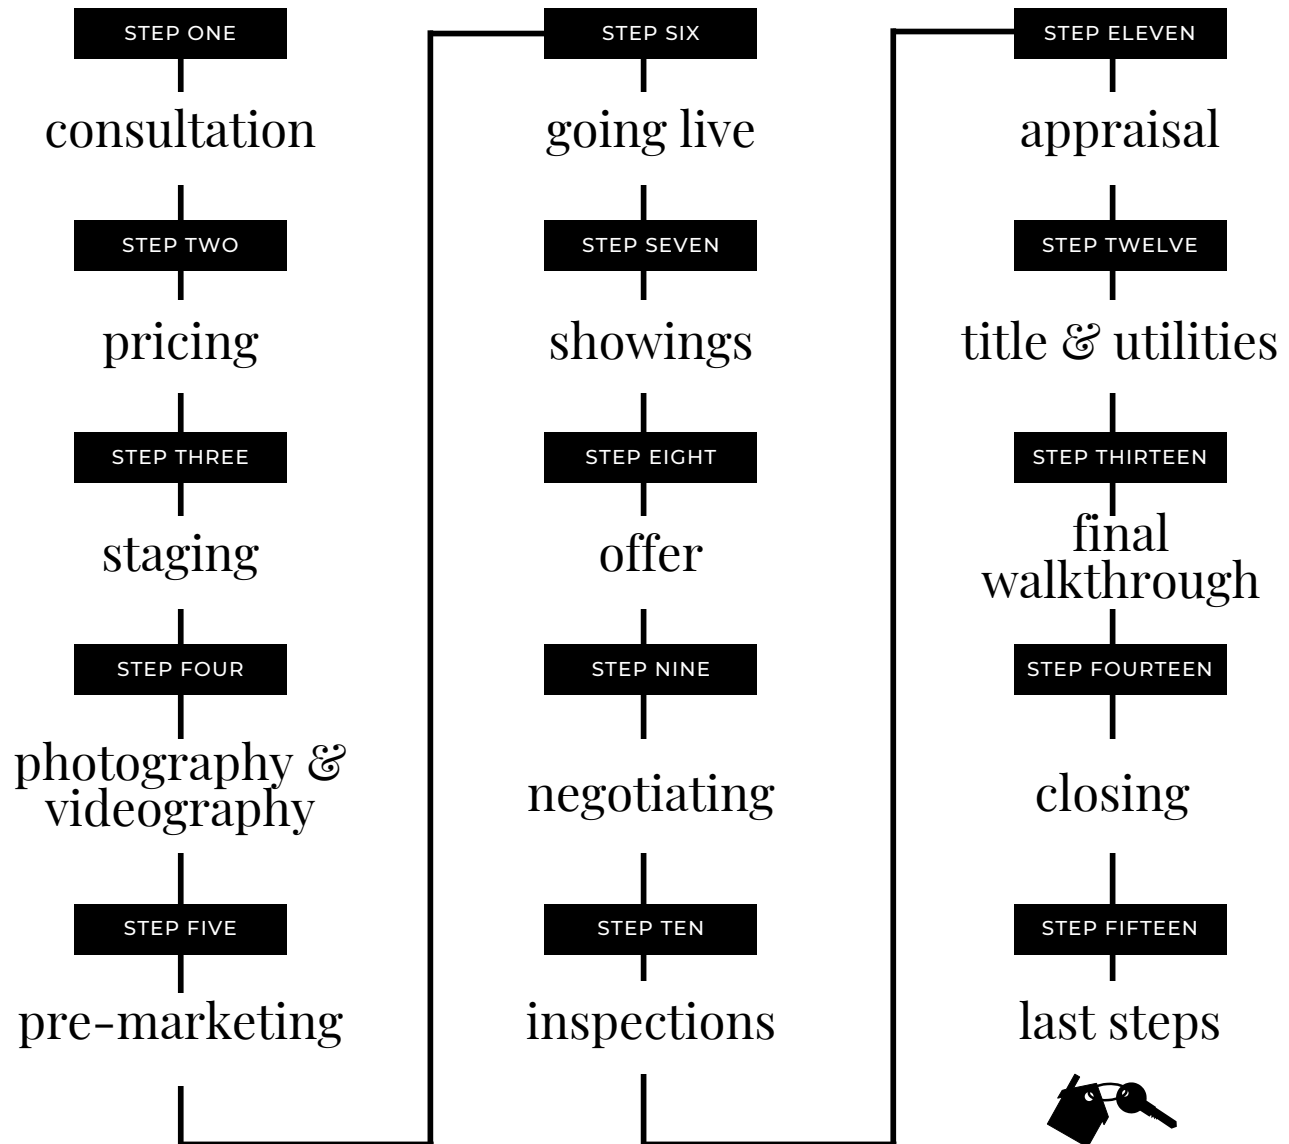 STEP ONE
consultation
STEP TWO
pricing
STEP THREE
staging
STEP FOUR
photography &
videography
STEP FIVE
pre-marketing
STEP SIX
going live
STEP SEVEN
showings
STEP EIGHT
offer
STEP NINE
negotiating
STEP TEN
inspections
STEP ELEVEN
appraisal
STEP TWELVE
title & utilities
STEP THIRTEEN
final
walkthrough
STEP FOURTEEN
closing
STEP FIFTEEN
last steps